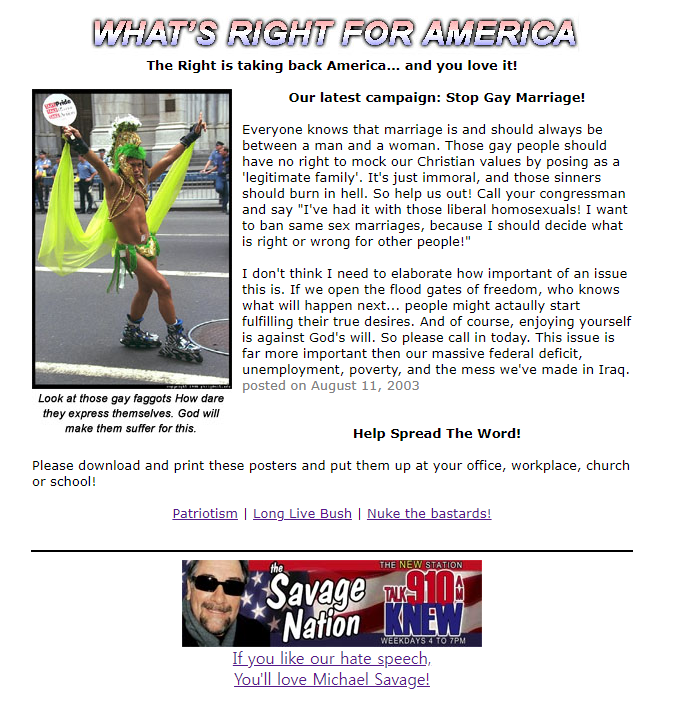 WHAT'S RIGHT FOR AMERICA
The Right is taking back America... and you love it!
Our latest campaign: Stop Gay Marriage!
Everyone knows that marriage is and should always be
between a man and a woman. Those gay people should
have no right to mock our Christian values by posing as a
'legitimate family'. It's just immoral, and those sinners
should burn in hell. So help us out! Call your congressman
and say "I've had it with those liberal homosexuals! I want
to ban same sex marriages, because I should decide what
is right or wrong for other people!"
I don't think I need to elaborate how important of an issue
this is. If we open the flood gates of freedom, who knows
what will happen next... people might actaully start
fulfilling their true desires. And of course, enjoying yourself
is against God's will. So please call in today. This issue is
far more important then our massive federal deficit,
unemployment, poverty, and the mess we've made in Iraq.
posted on August 11, 2003
Look at those gay faggots How dare
they express themselves. God will
make them suffer for this.
Help Spread The Word!
Please download and print these posters and put them up at your office, workplace, church
or school!
Patriotism | Long Live Bush | Nuke the bastards!
the
Savage
Nation
THE NEW STATION
TALK 910 AM
KNEW
WEEKDAYS 4 TO 7PM
If you like our hate speech,
You'll love Michael Savage!